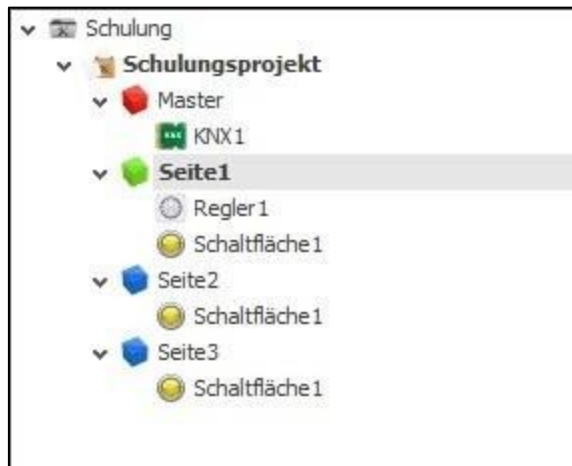 Schulung
Schulungsprojekt
Master
KNX1
Seite1
Regler1
Schaltfläche1
Seite2
Schaltfläche1
Seite3
Schaltfläche1